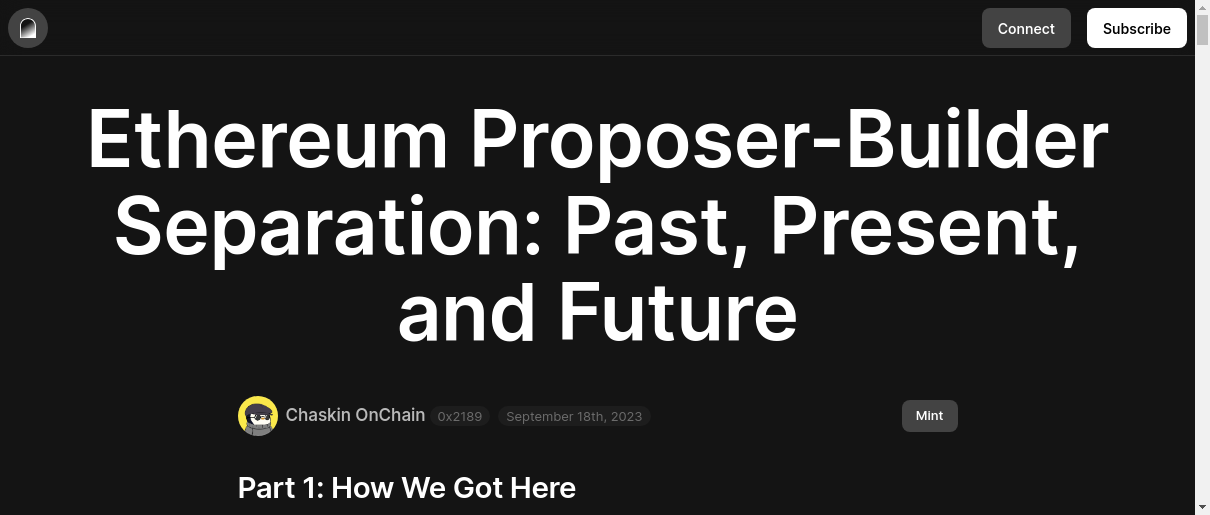 Connect
Subscribe
Ethereum Proposer-Builder
Separation: Past, Present,
and Future
Chaskin OnChain 0x2189 September 18th, 2023
Mint
Part 1: How We Got Here